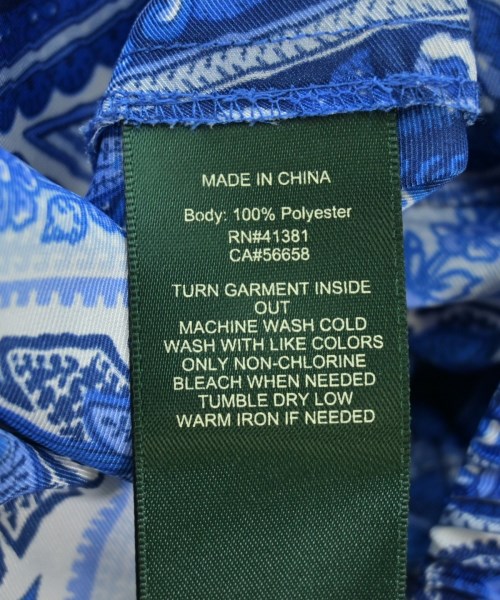 MADE IN CHINA
Body: 100% Polyester
RN#41381
CA#56658
TURN GARMENT INSIDE
OUT
MACHINE WASH COLD
WASH WITH LIKE COLORS
ONLY NON-CHLORINE
BLEACH WHEN NEEDED
TUMBLE DRY LOW
WARM IRON IF NEEDED